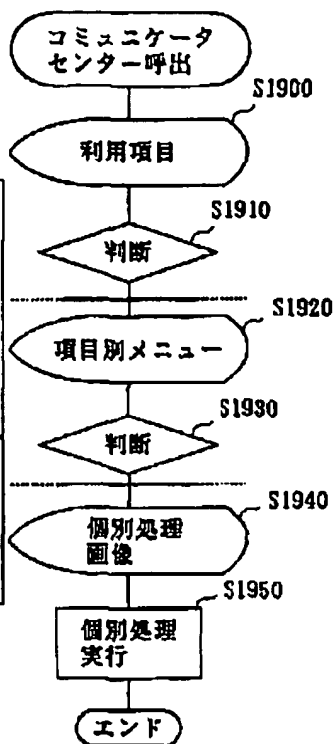 コミュニケータ
センター呼出
S1900
利用項目
S1910
判断
S1920
項目別メニュー
S1930
判断
S1940
個別処理
画像
S1950
個別処理
実行
エンド